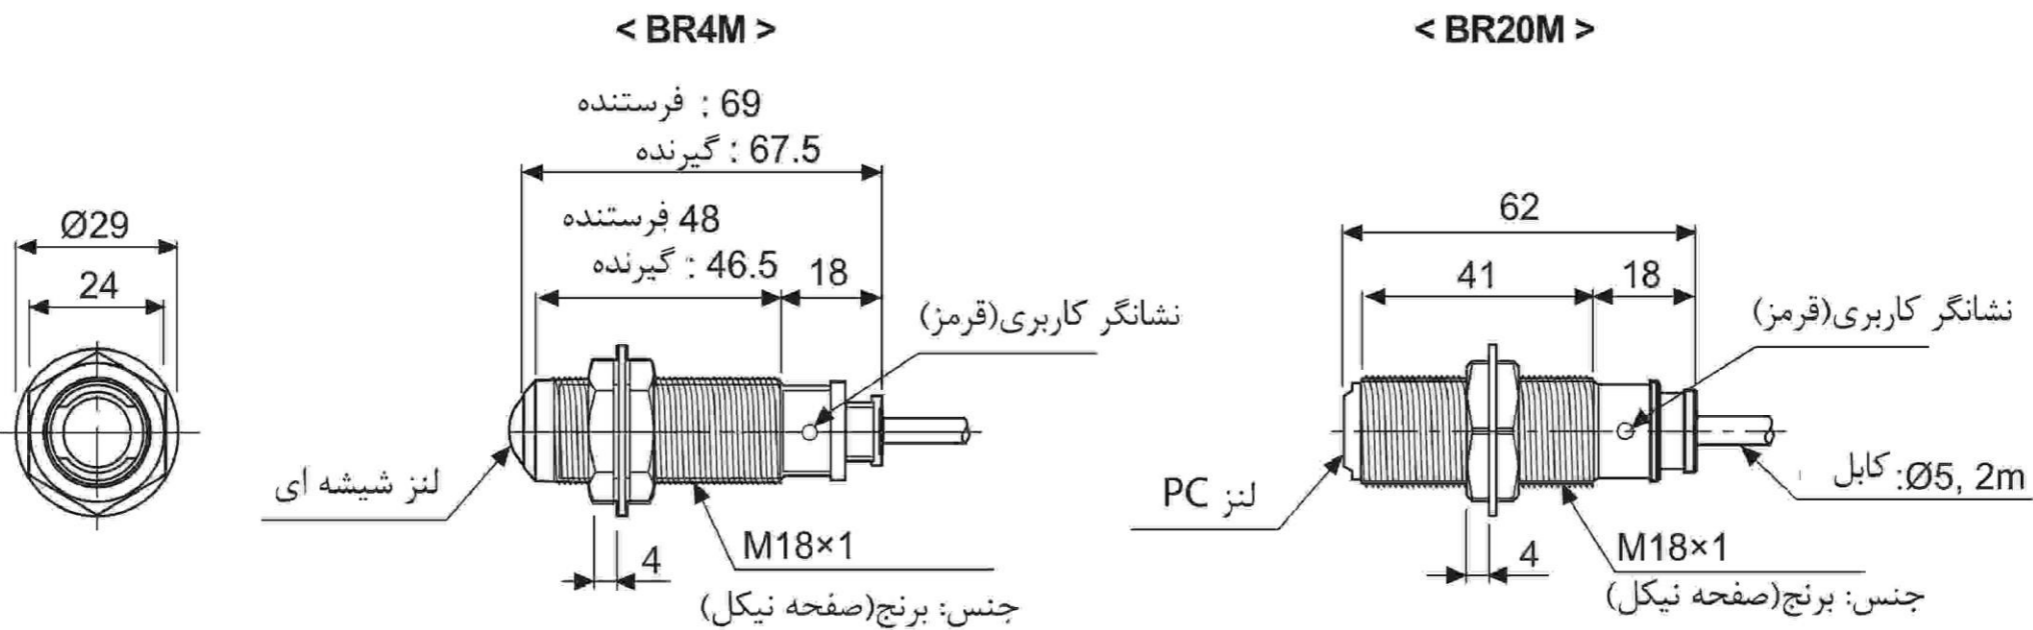 < BR4M >
< BR20M >
فرستنده : 69
گیرنده : 67.5
فرستنده 48
گیرنده : 46.5
18
62
41
18
Ø29
24
نشانگر کاربری(قرمز)
نشانگر کاربری(قرمز)
لنز شیشه ای
لنز PC
کابل :Ø5, 2m
M18×1
4
جنس: برنج(صفحه نیکل)
M18×1
4
جنس: برنج(صفحه نیکل)